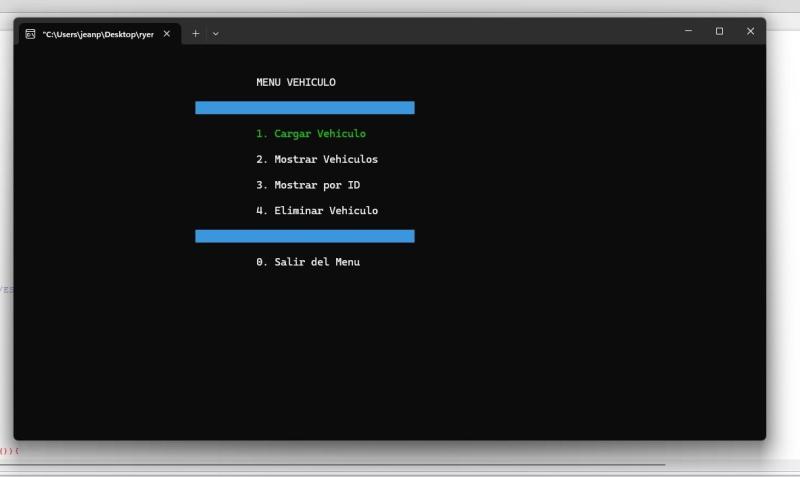 "C:\Users\jeanp\Desktop\ryer
MENU VEHICULO
1. Cargar Vehiculo
2. Mostrar Vehiculos
3. Mostrar por ID
4. Eliminar Vehiculo
0. Salir del Menu
()){